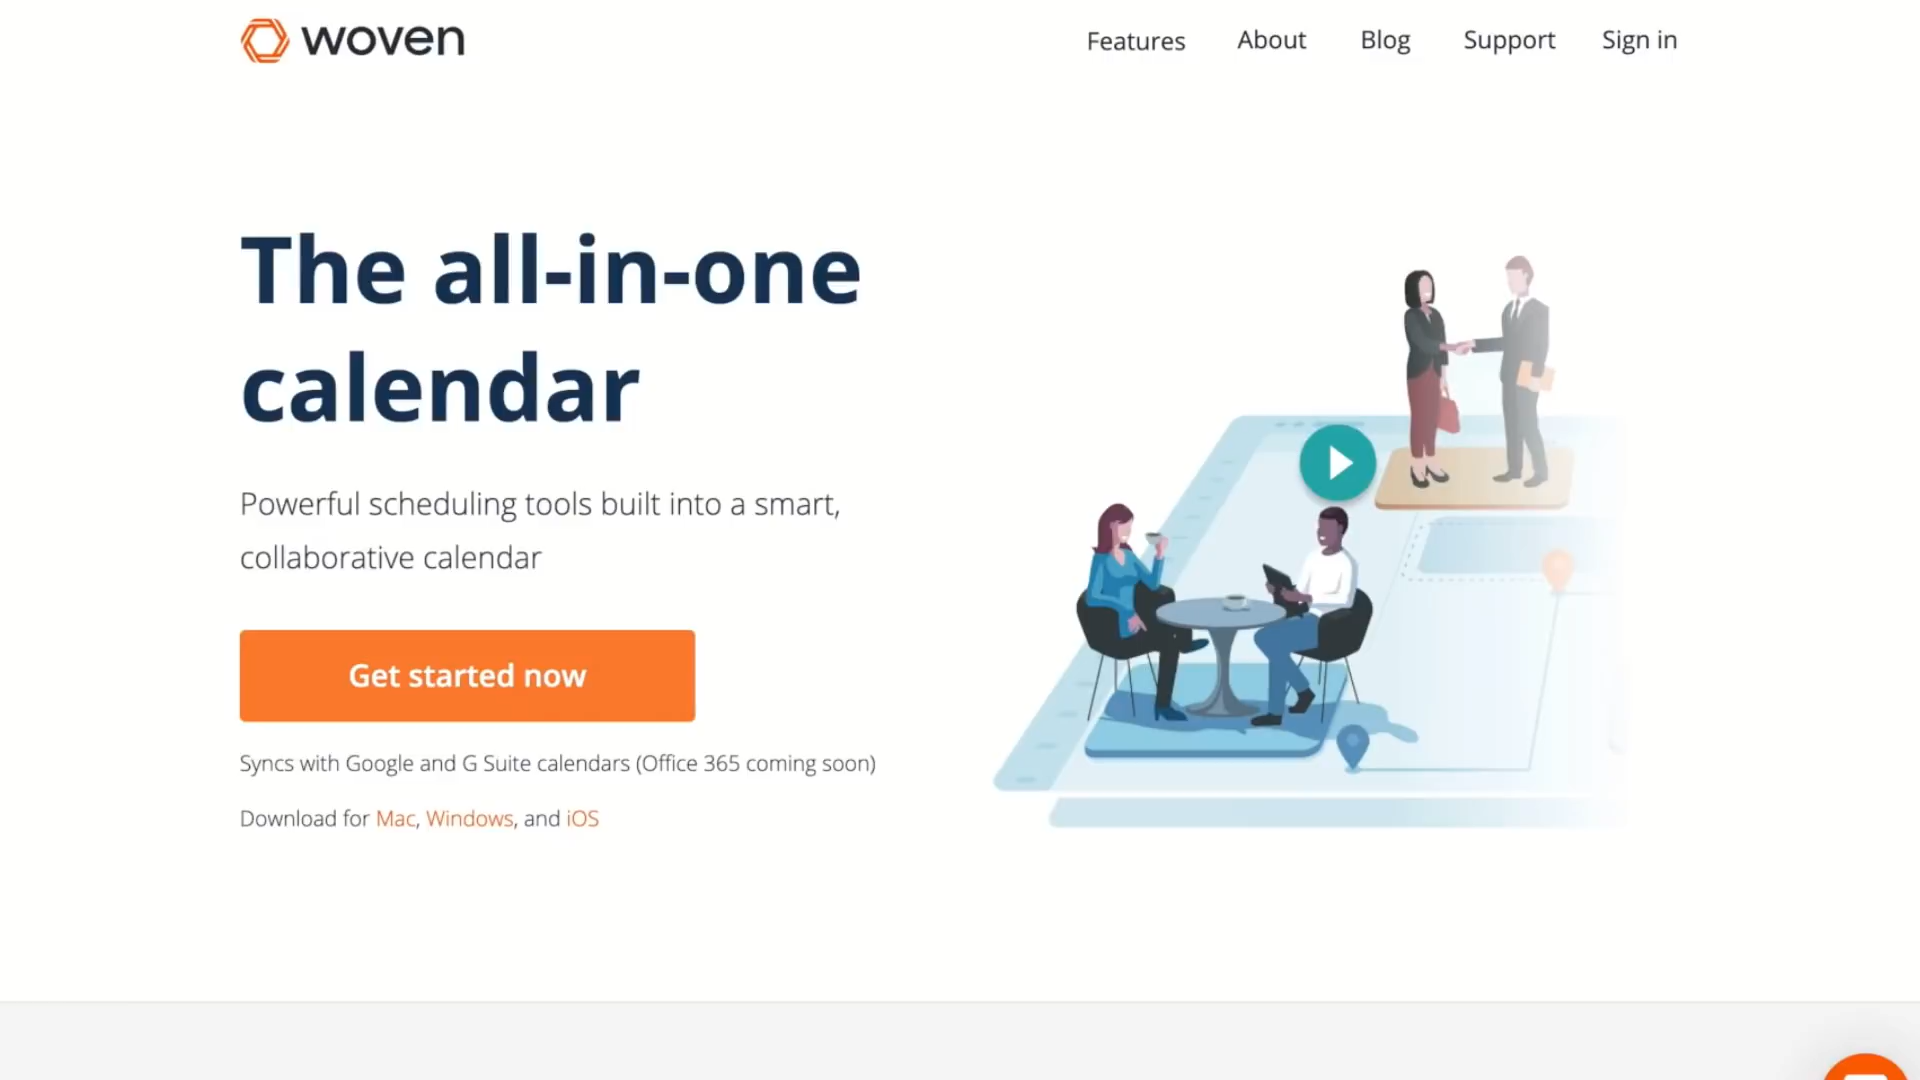 woven
Features About Blog Support Sign in
The all-in-one
calendar
Powerful scheduling tools built into a smart,
collaborative calendar
Get started now
Syncs with Google and G Suite calendars (Office 365 coming soon)
Download for Mac, Windows, and iOS